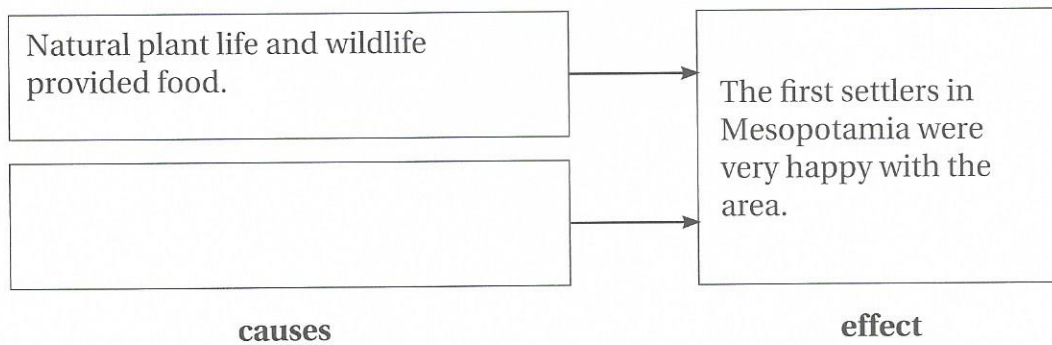 Natural plant life and wildlife
provided food.
The first settlers in
Mesopotamia were
very happy with the
area.
causes
effect